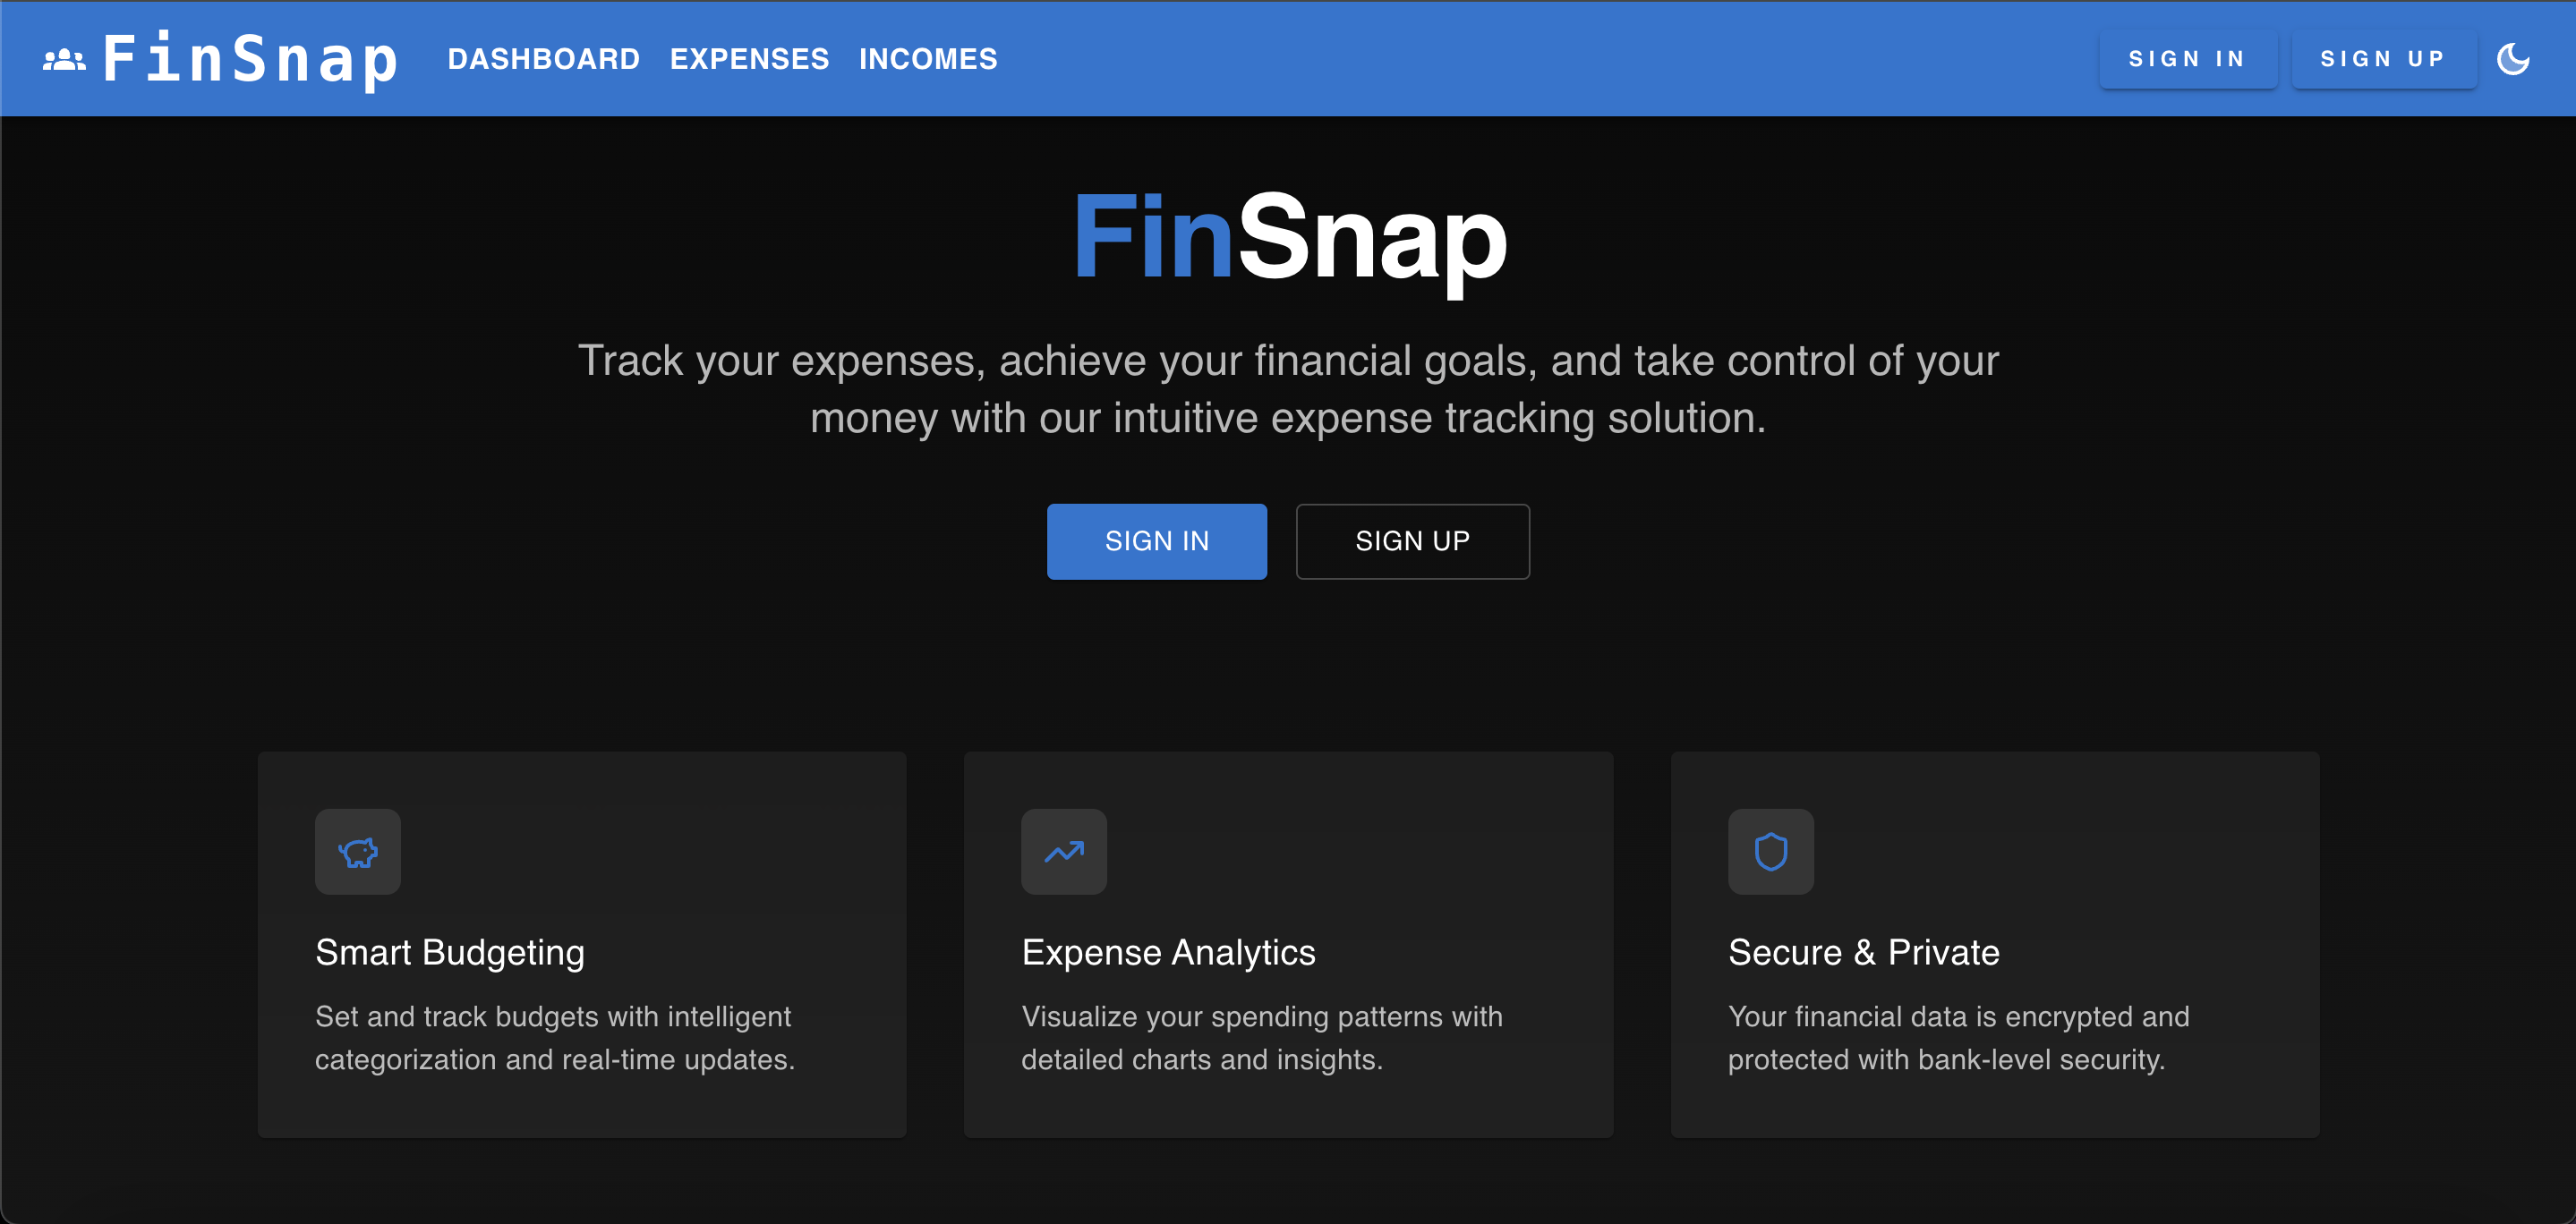 FinSnap DASHBOARD EXPENSES INCOMES SIGN IN SIGN UP
FinSnap
Track your expenses, achieve your financial goals, and take control of your
money with our intuitive expense tracking solution.
SIGN IN SIGN UP
Smart Budgeting
Set and track budgets with intelligent
categorization and real-time updates.
Expense Analytics
Visualize your spending patterns with
detailed charts and insights.
Secure & Private
Your financial data is encrypted and
protected with bank-level security.